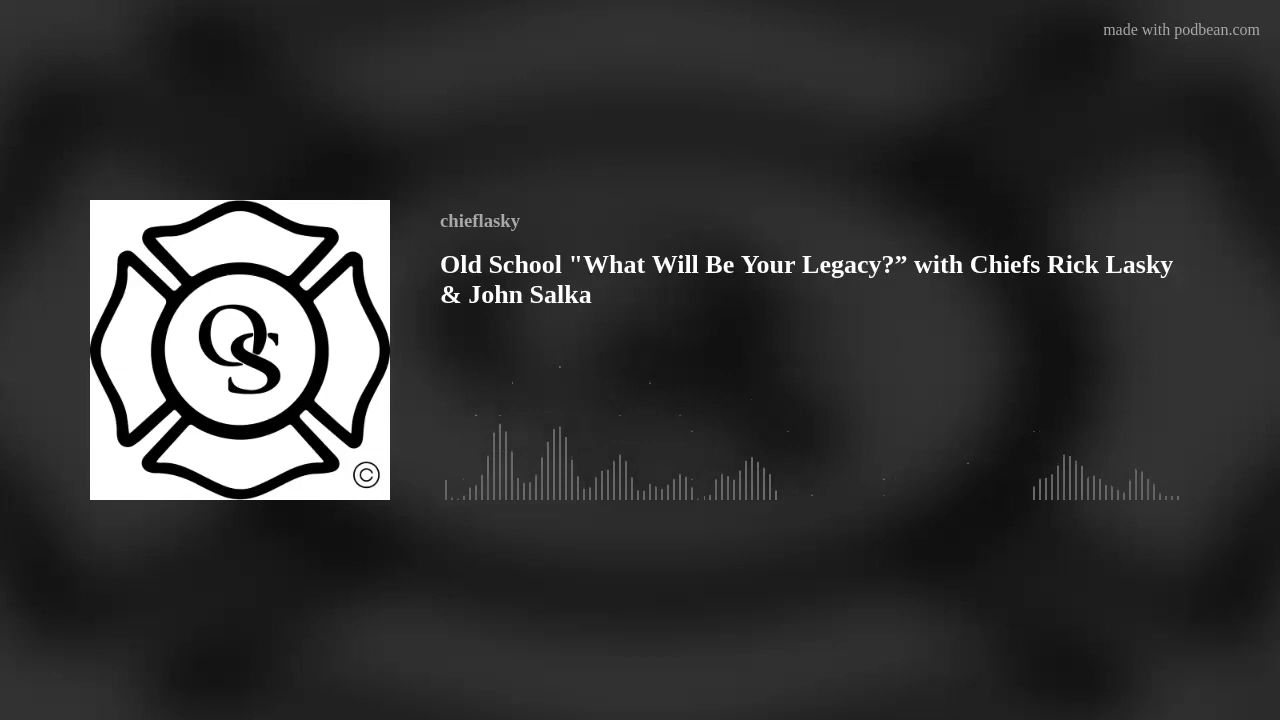 made with podbean.com
chieflasky
Old School "What Will Be Your Legacy?” with Chiefs Rick Lasky
& John Salka
OS
©